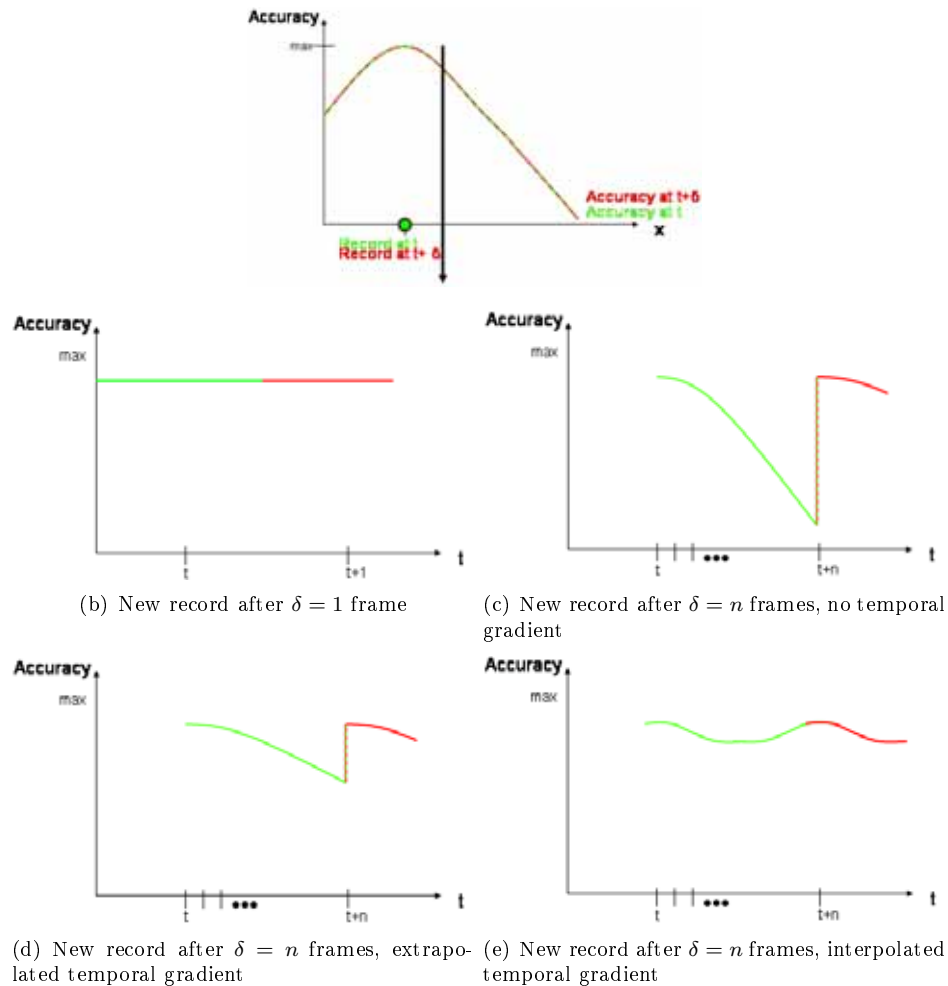 Accuracy
max
Accuracy at t+δ
Accuracy at t
x
Record at t
Record at t+ δ
Accuracy
max
t
t+1
t
(b) New record after δ = 1 frame
Accuracy
max
t
•••
t+n
t
(c) New record after δ = n frames, no temporal
gradient
Accuracy
max
t
•••
t+n
t
(d) New record after δ = n frames, extrapo-
lated temporal gradient
Accuracy
max
t
•••
t+n
t
(e) New record after δ = n frames, interpolated
temporal gradient